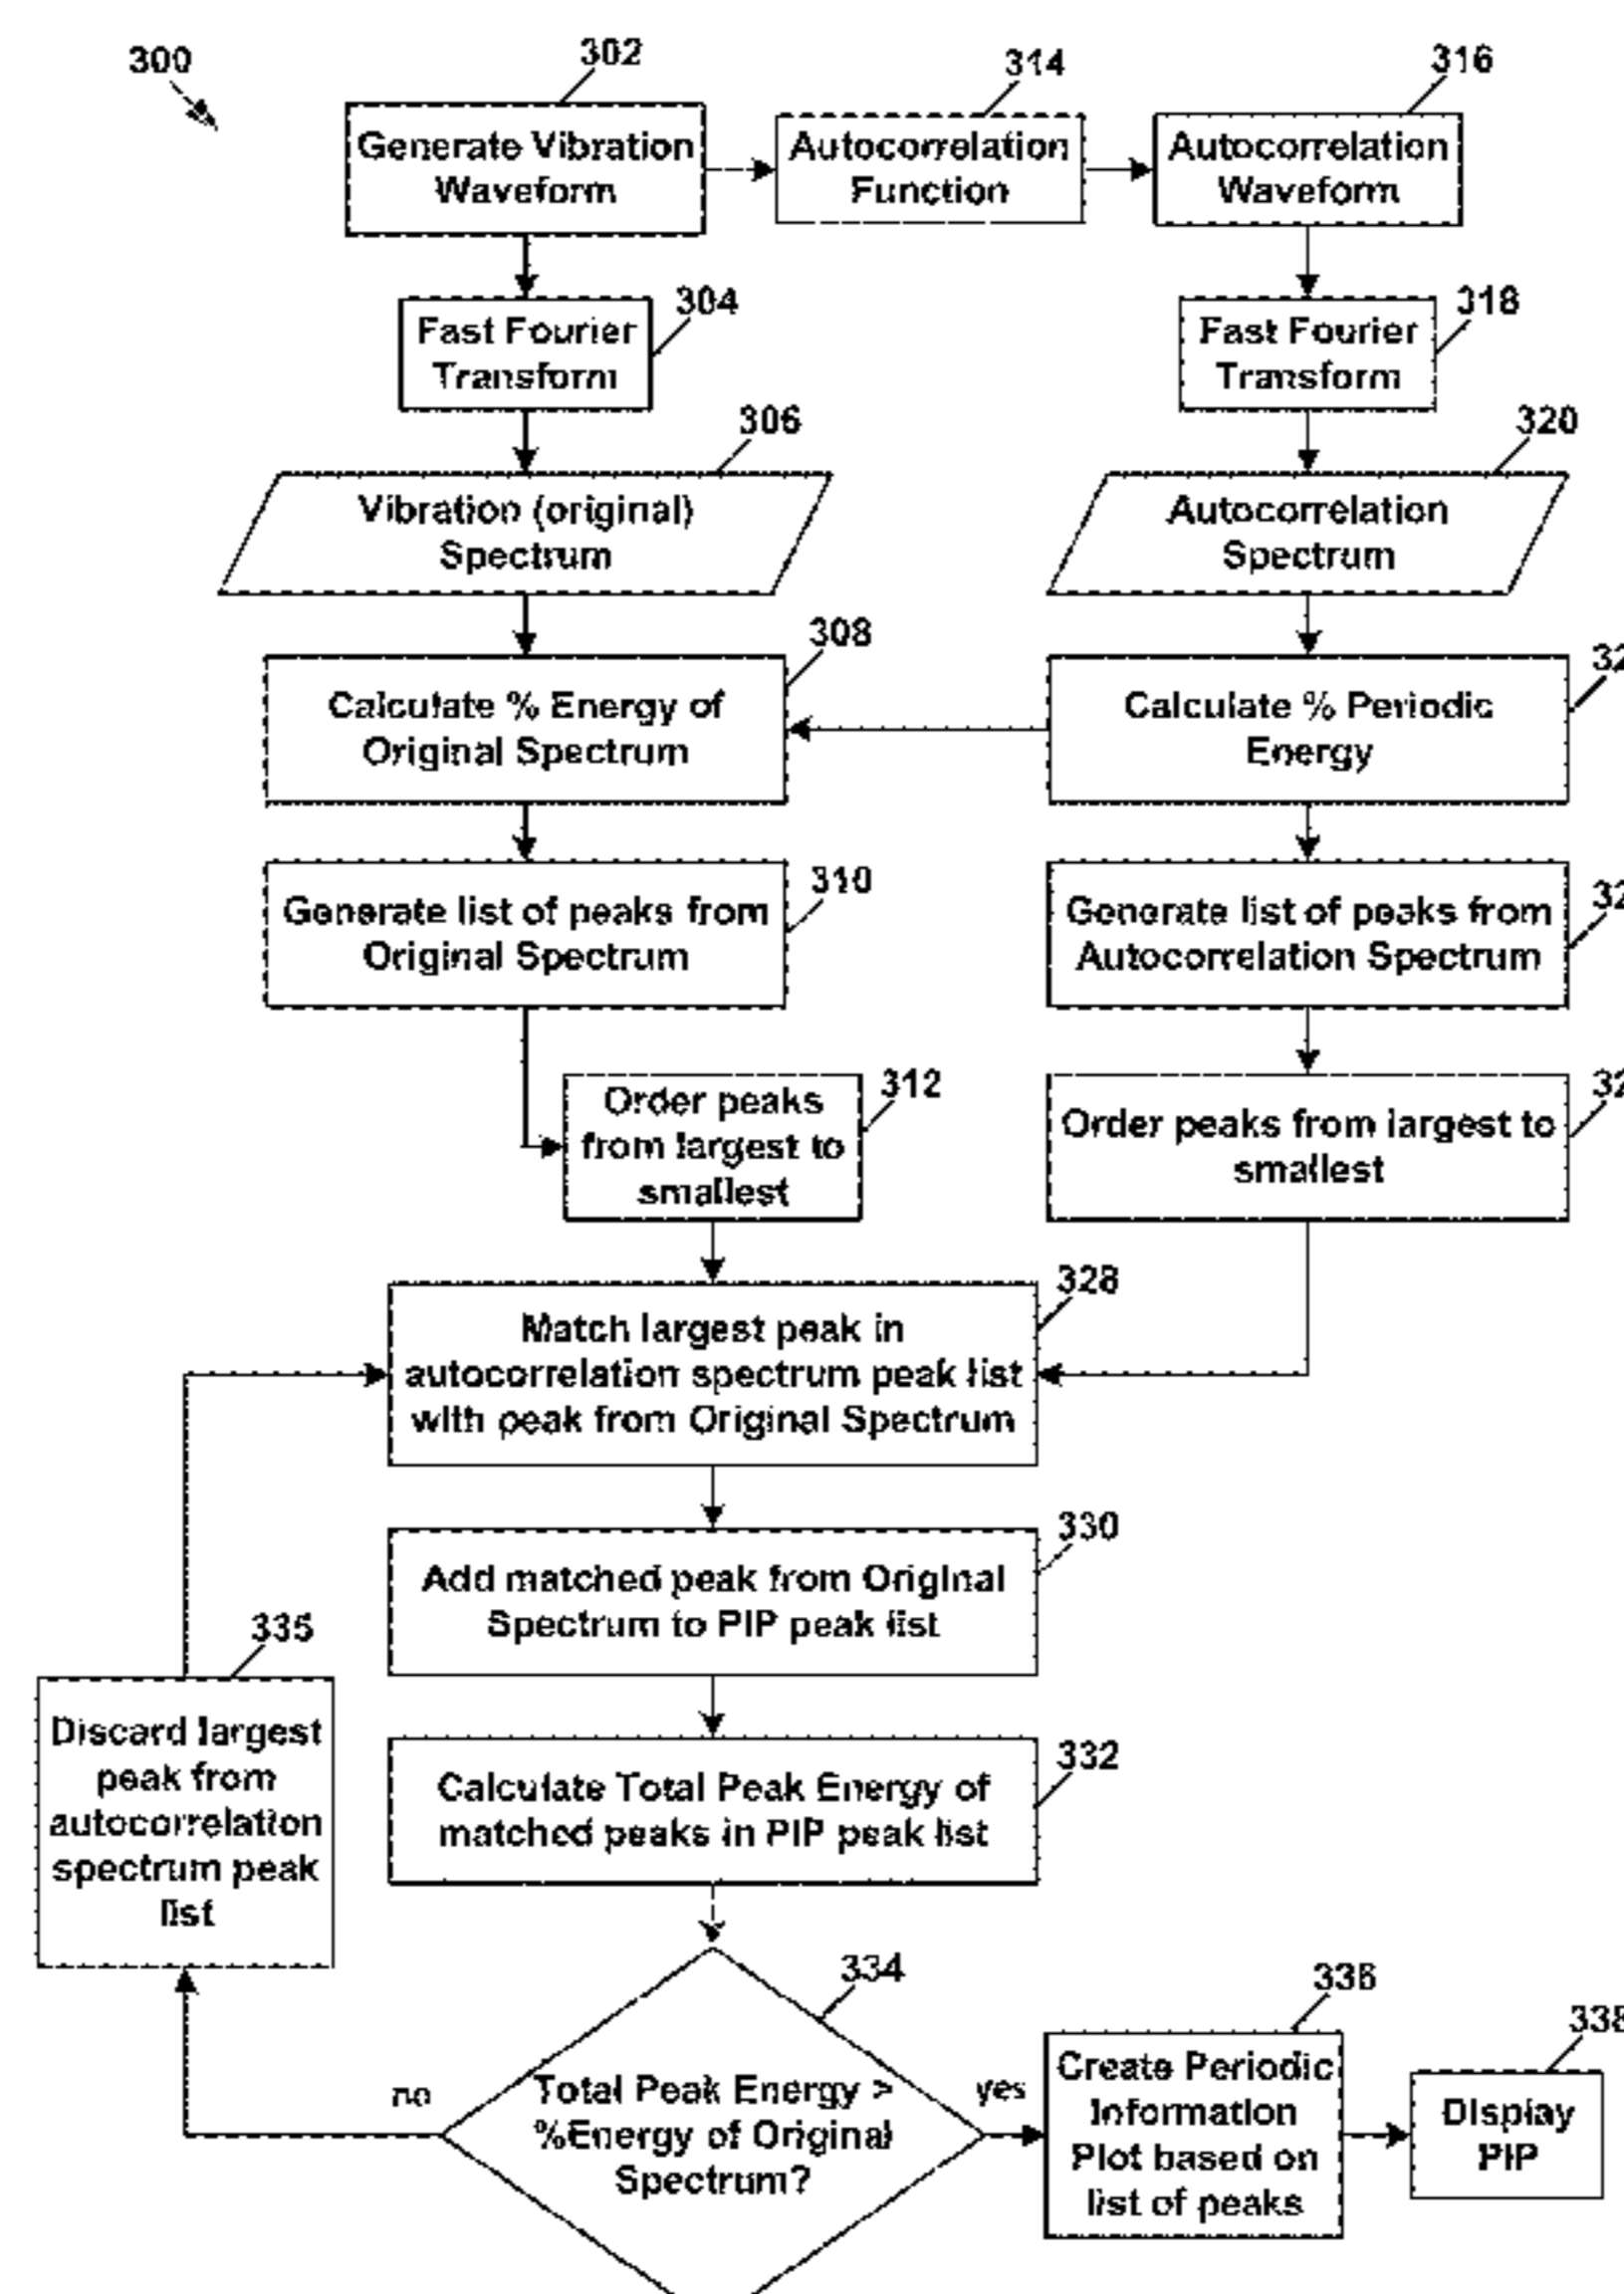 300
302
314
316
Generate Vibration
Waveform
Autocorrelation
Function
Autocorrelation
Waveform
304
318
Fast Fourier
Transform
Fast Fourier
Transform
306
320
Vibration (original)
Spectrum
Autocorrelation
Spectrum
308
Calculate % Energy of
Original Spectrum
Calculate % Periodic
Energy
310
Generate list of peaks from
Original Spectrum
Generate list of peaks from
Autocorrelation Spectrum
312
Order peaks
from largest to
smallest
Order peaks from largest to
smallest
328
Match largest peak in
autocorrelation spectrum peak list
with peak from Original Spectrum
330
Add matched peak from Original
Spectrum to PIP peak list
335
Discard largest
peak from
autocorrelation
spectrum peak
list
332
Calculate Total Peak Energy of
matched peaks in PIP peak list
334
336
338
no
Total Peak Energy >
%Energy of Original
Spectrum?
yes
Create Periodic
Information
Plot based on
list of peaks
Display
PIP